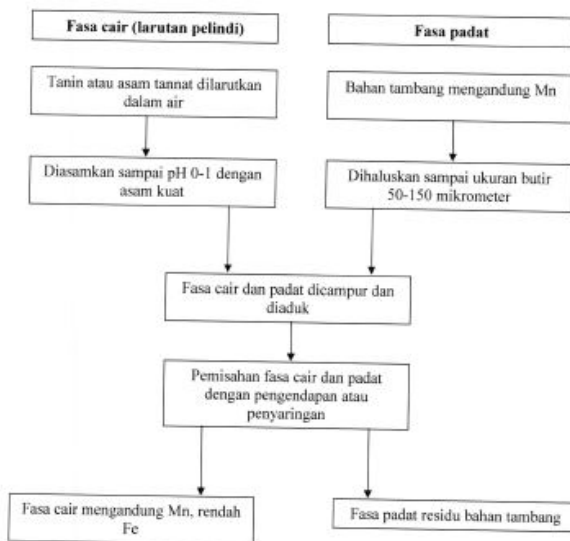 Fasa cair (larutan pelindi)
Fasa padat
Tanin atau asam tannat dilarutkan
dalam air
Bahan tambang mengandung Mn
Diasamkan sampai pH 0-1 dengan
asam kuat
Dihaluskan sampai ukuran butir
50-150 mikrometer
Fasa cair dan padat dicampur dan
diaduk
Pemisahan fasa cair dan padat
dengan pengendapan atau
penyaringan
Fasa cair mengandung Mn, rendah
Fe
Fasa padat residu bahan tambang